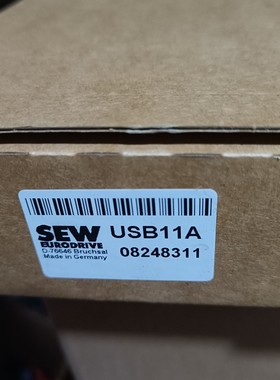 SEW USB11A
EURODRIVE
D-76646 Bruchsal 08248311
Made in Germany